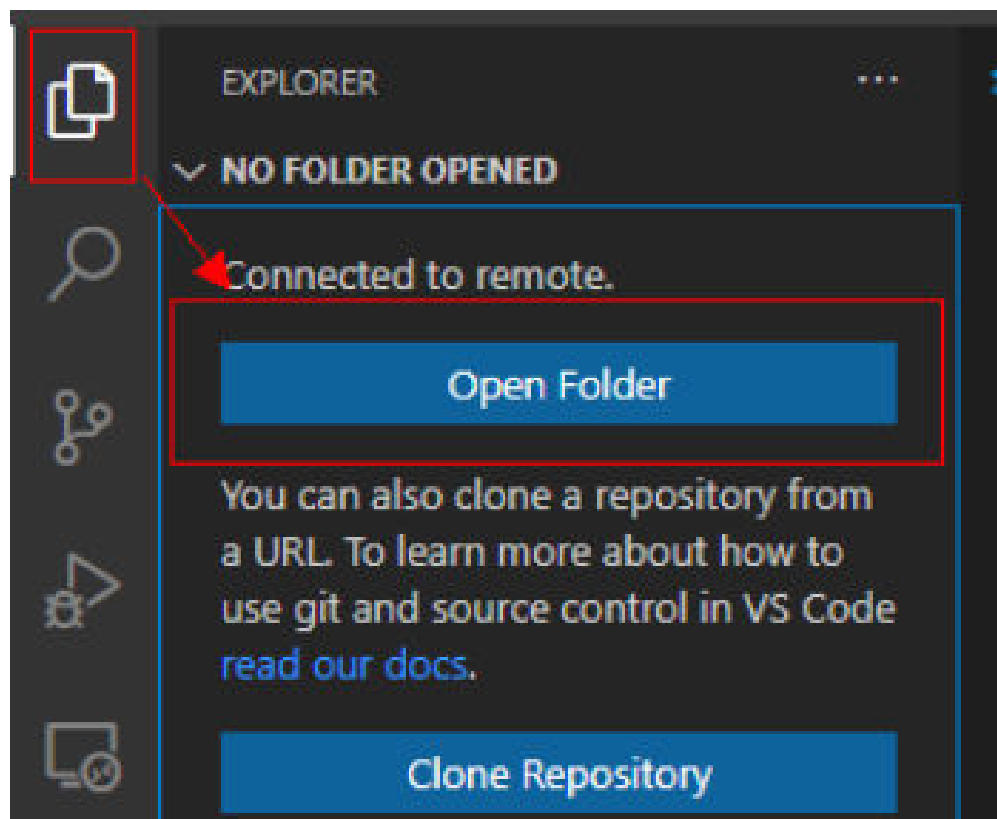 EXPLORER
···
NO FOLDER OPENED
Connected to remote.
Open Folder
You can also clone a repository from
a URL. To learn more about how to
use git and source control in VS Code
read our docs.
Clone Repository